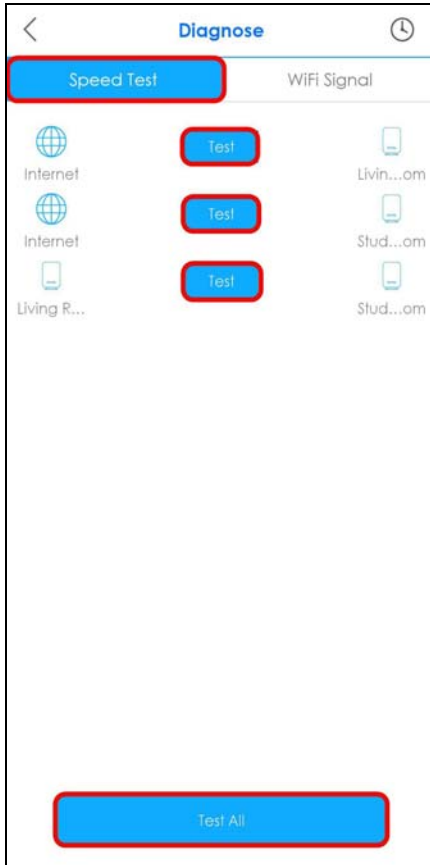 Diagnose
Speed Test WiFi Signal
Test
Internet Livin...om
Test
Internet Stud...om
Test
Living R... Stud...om
Test All